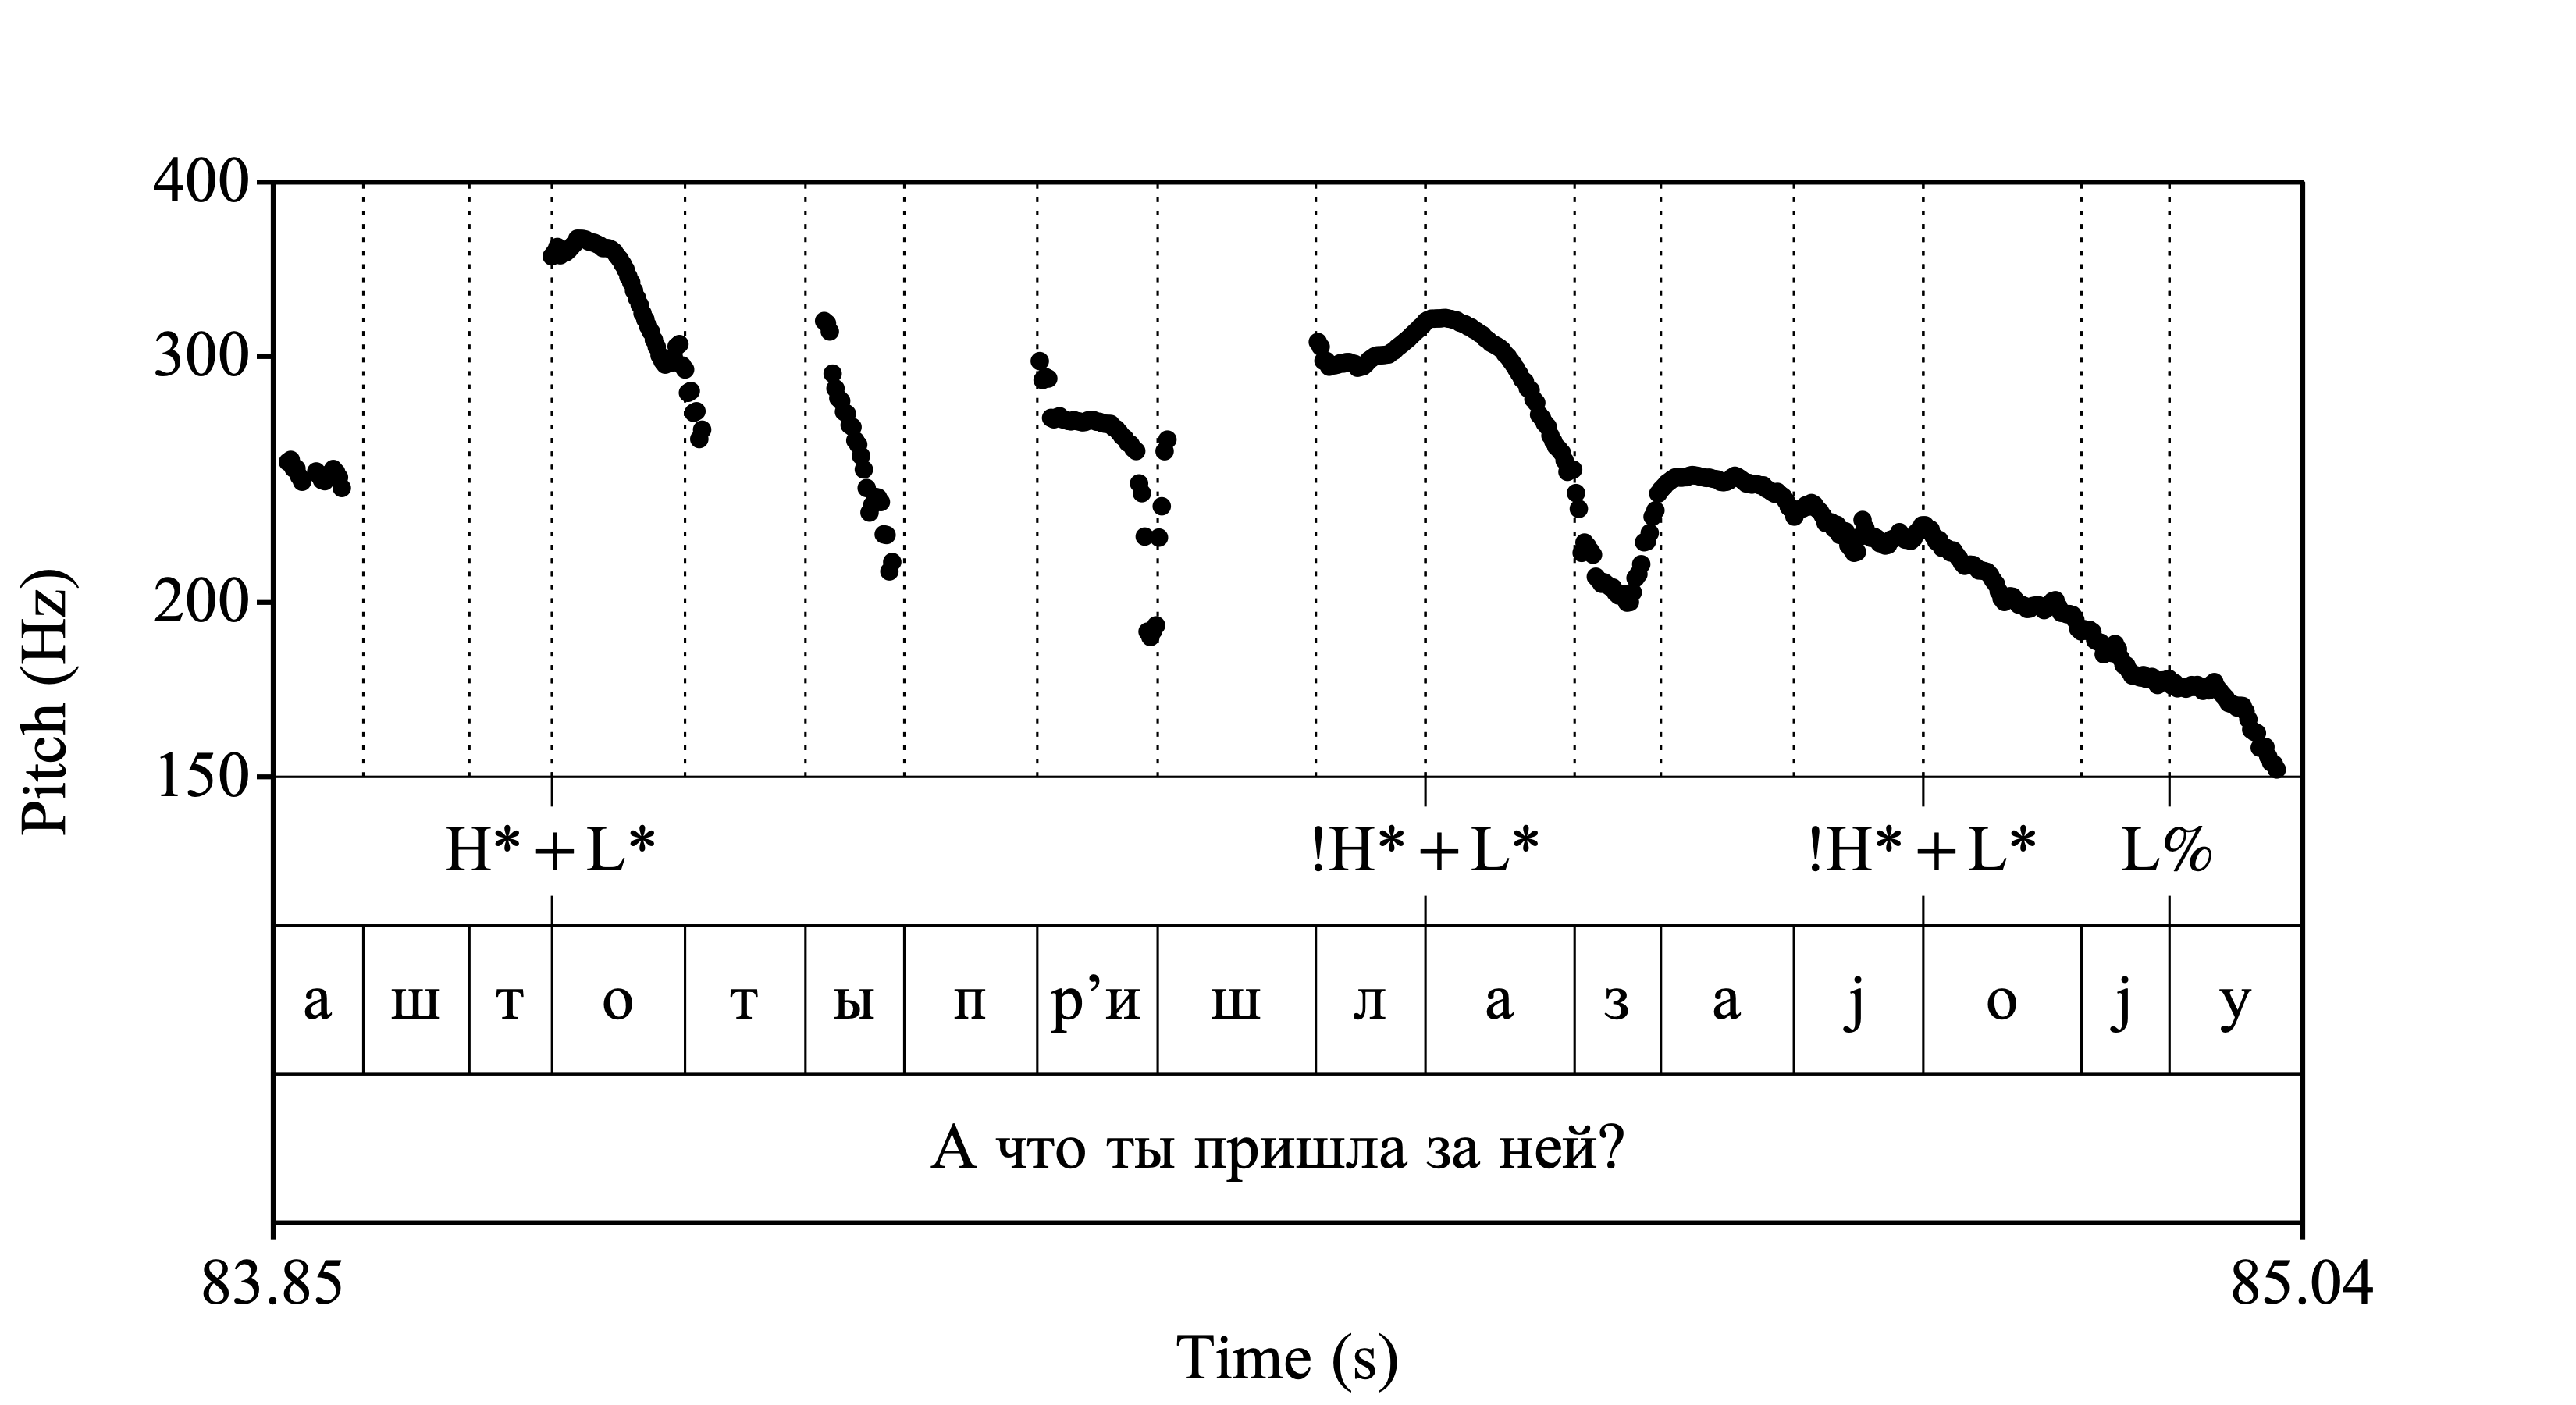 400
300
200
150
Pitch (Hz)
H* + L* !H* + L* !H* + L* L%
а ш т о т ы п р’и ш л а з а j о j у
А что ты пришла за ней?
83.85 85.04
Time (s)